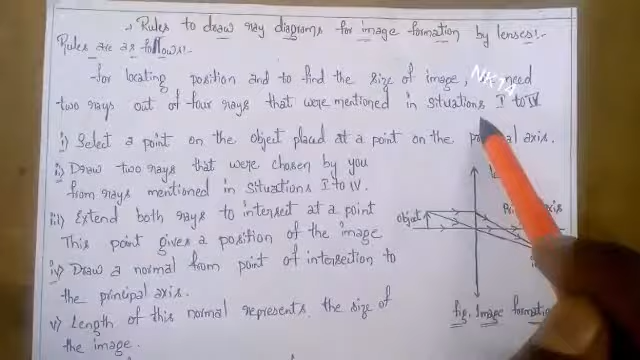 Rules to draw ray diagrams for image formation by lenses:-
Rules are as follows:-
For locating position and to find the size of image, need
two rays out of four rays that were mentioned in situations I to IV
i) Select a point on the object placed at a point on the principal axis.
ii) Draw two rays that were chosen by you
from rays mentioned in situations I to IV.
iii) Extend both rays to intersect at a point
This point gives a position of the image
iv) Draw a normal from point of intersection to
the principal axis.
v) Length of this normal represents the size of
the image.
object
axis
fig. Image formation